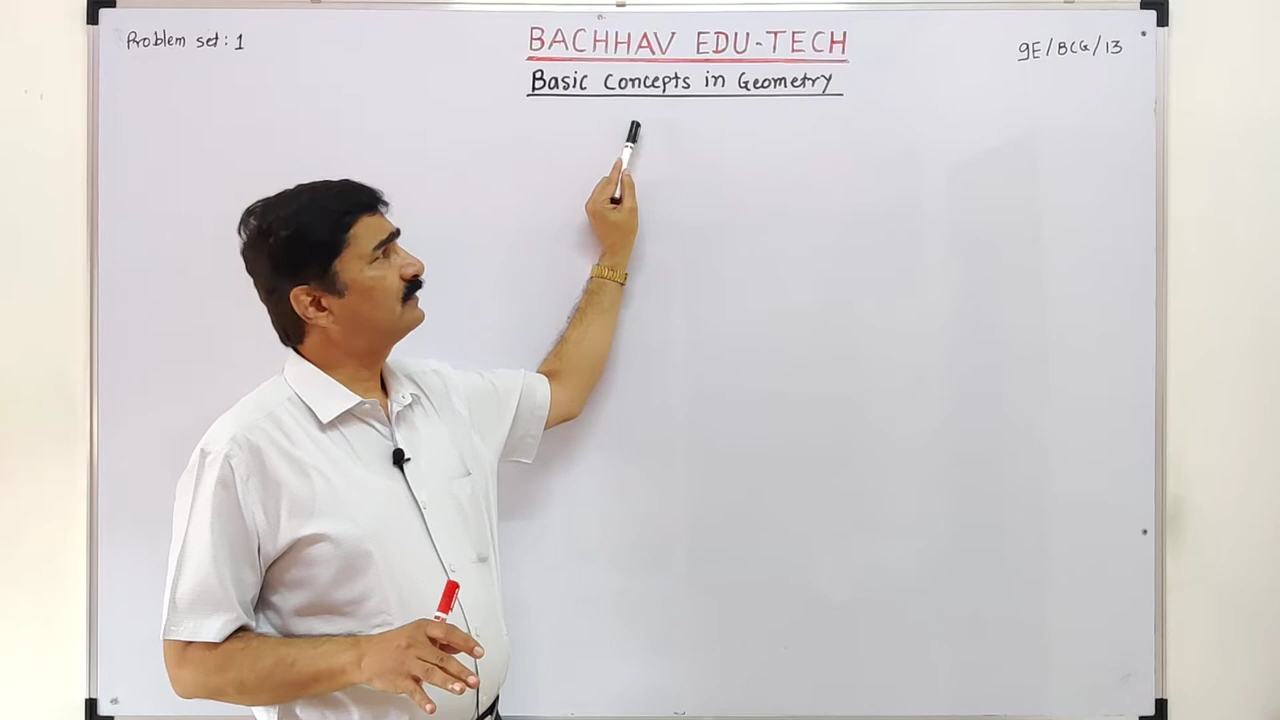 Problem set: 1
BACHHAV EDU-TECH
9E/BCG/13
Basic Concepts in Geometry